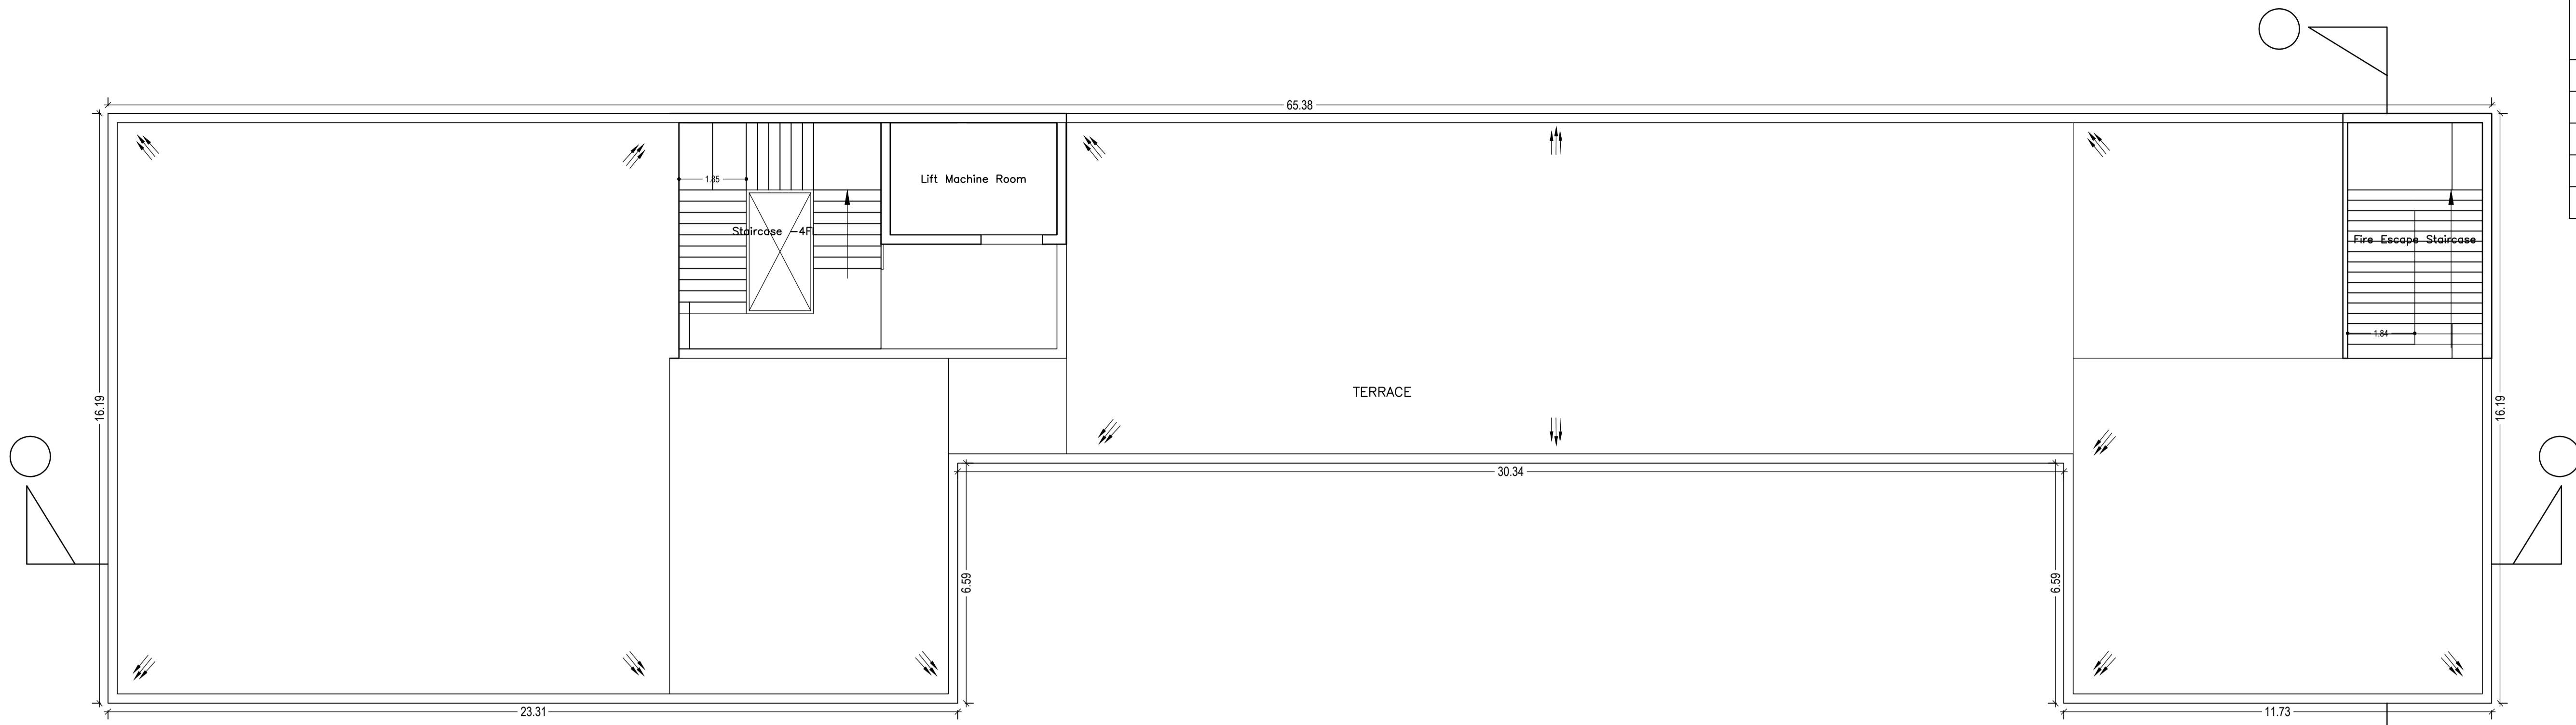 65.38
1.85
Lift Machine Room
Staircase -4FL
Fire Escape Staircase
1.84
TERRACE
16.19
16.19
30.34
6.59
6.59
23.31
11.73